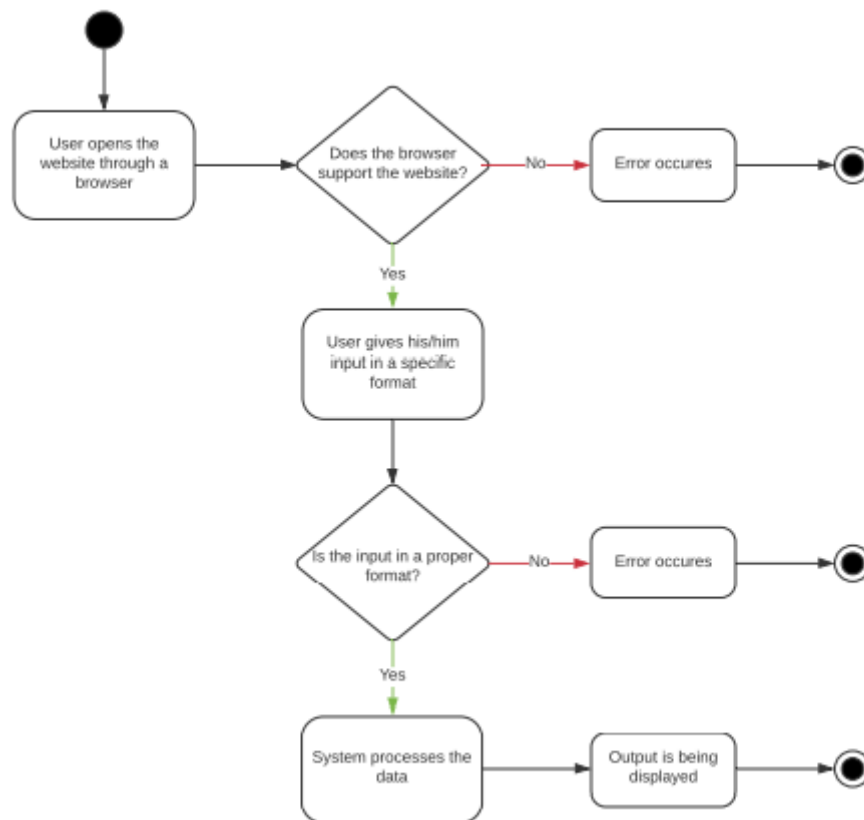 User opens the
website through a
browser
Does the browser
support the website?
No
Error occures
Yes
User gives his/him
input in a specific
format
Is the input in a proper
format?
No
Error occures
Yes
System processes the
data
Output is being
displayed